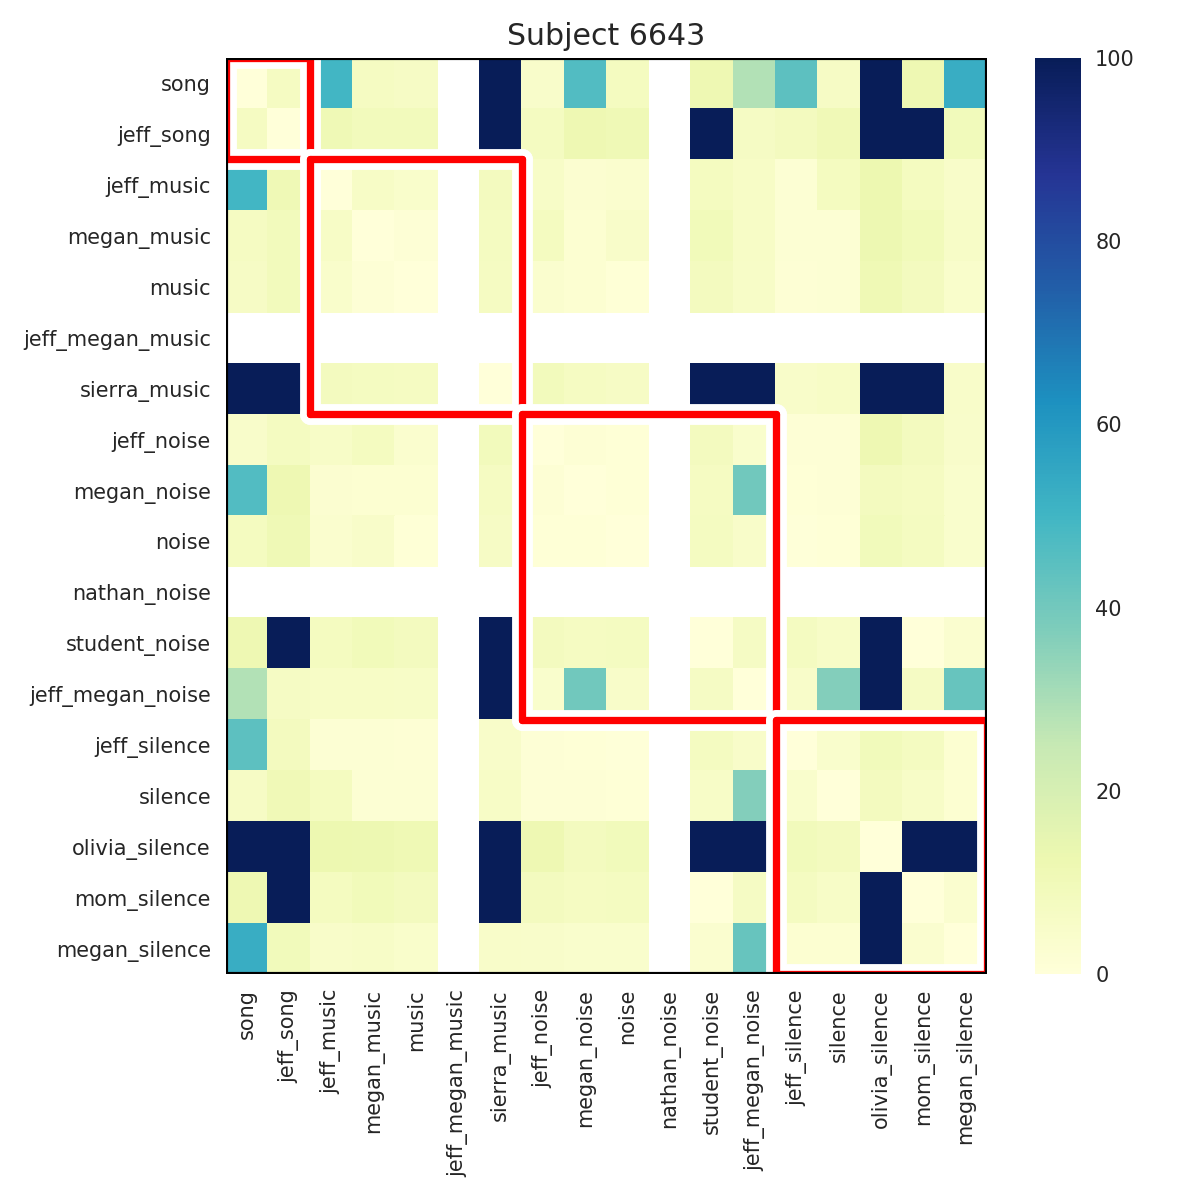 Subject 6643
song
jeff_song
jeff_music
megan_music
music
jeff_megan_music
sierra_music
jeff_noise
megan_noise
noise
nathan_noise
student_noise
jeff_megan_noise
jeff_silence
silence
olivia_silence
mom_silence
megan_silence
100
80
60
40
20
0
song
jeff_song
jeff_music
megan_music
music
jeff_megan_music
sierra_music
jeff_noise
megan_noise
noise
nathan_noise
student_noise
jeff_megan_noise
jeff_silence
silence
olivia_silence
mom_silence
megan_silence